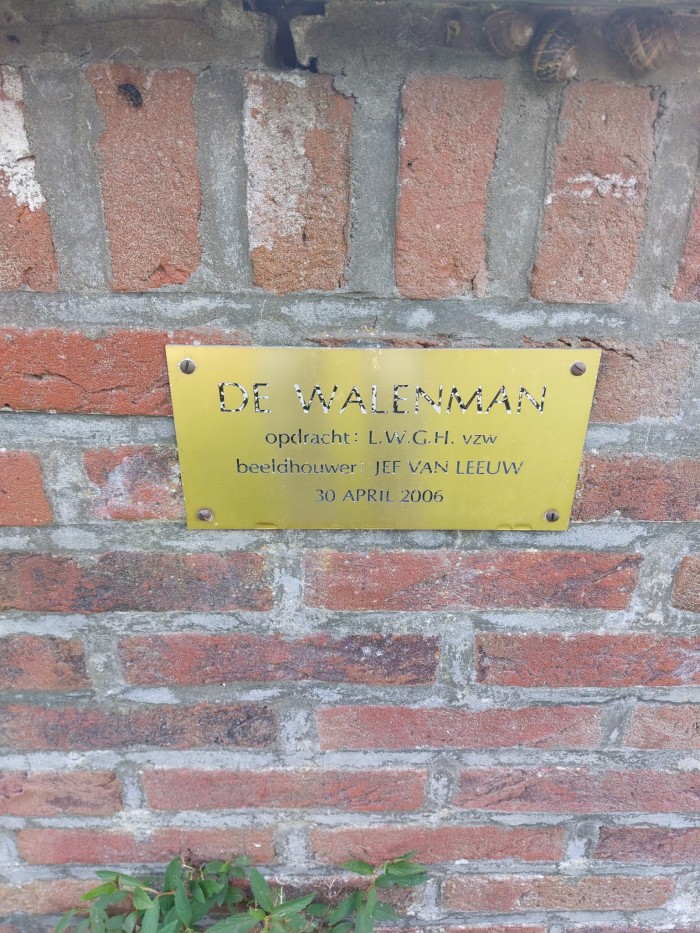 DE WALENMAN
opdracht: L.W.G.H. vzw
beeldhouwer: JEF VAN LEEUW
30 APRIL 2006